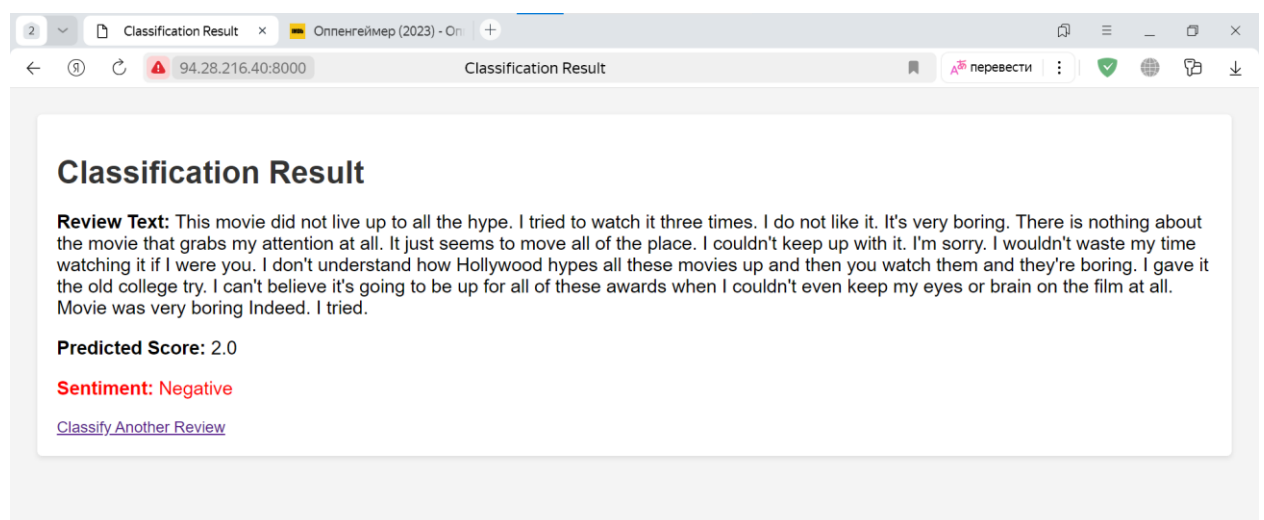 2
Classification Result
Оппенгеймер (2023) - Оп
94.28.216.40:8000
Classification Result
перевести
Classification Result
Review Text: This movie did not live up to all the hype. I tried to watch it three times. I do not like it. It's very boring. There is nothing about
the movie that grabs my attention at all. It just seems to move all of the place. I couldn't keep up with it. I'm sorry. I wouldn't waste my time
watching it if I were you. I don't understand how Hollywood hypes all these movies up and then you watch them and they're boring. I gave it
the old college try. I can't believe it's going to be up for all of these awards when I couldn't even keep my eyes or brain on the film at all.
Movie was very boring Indeed. I tried.
Predicted Score: 2.0
Sentiment: Negative
Classify Another Review